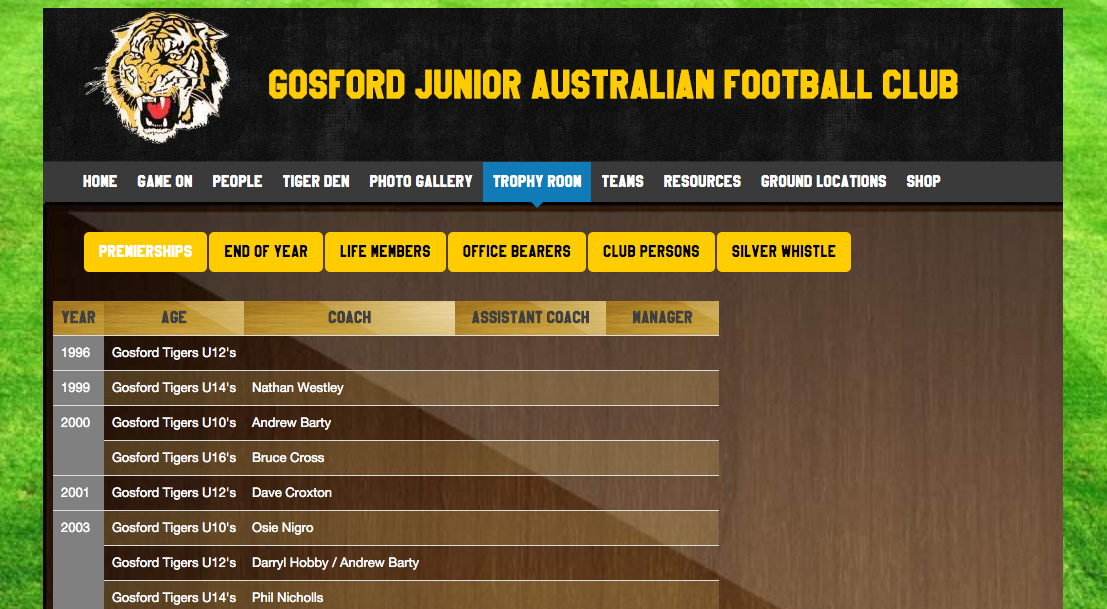 GOSFORD JUNIOR AUSTRALIAN FOOTBALL CLUB
HOME GAME ON PEOPLE TIGER DEN PHOTO GALLERY TROPHY ROOM TEAMS RESOURCES GROUND LOCATIONS SHOP
PREMIERSHIPS END OF YEAR LIFE MEMBERS OFFICE BEARERS CLUB PERSONS SILVER WHISTLE
YEAR AGE COACH ASSISTANT COACH MANAGER
1996 Gosford Tigers U12's
1999 Gosford Tigers U14's Nathan Westley
2000 Gosford Tigers U10's Andrew Barty
Gosford Tigers U16's Bruce Cross
2001 Gosford Tigers U12's Dave Croxton
2003 Gosford Tigers U10's Osie Nigro
Gosford Tigers U12's Darryl Hobby / Andrew Barty
Gosford Tigers U14's Phil Nicholls